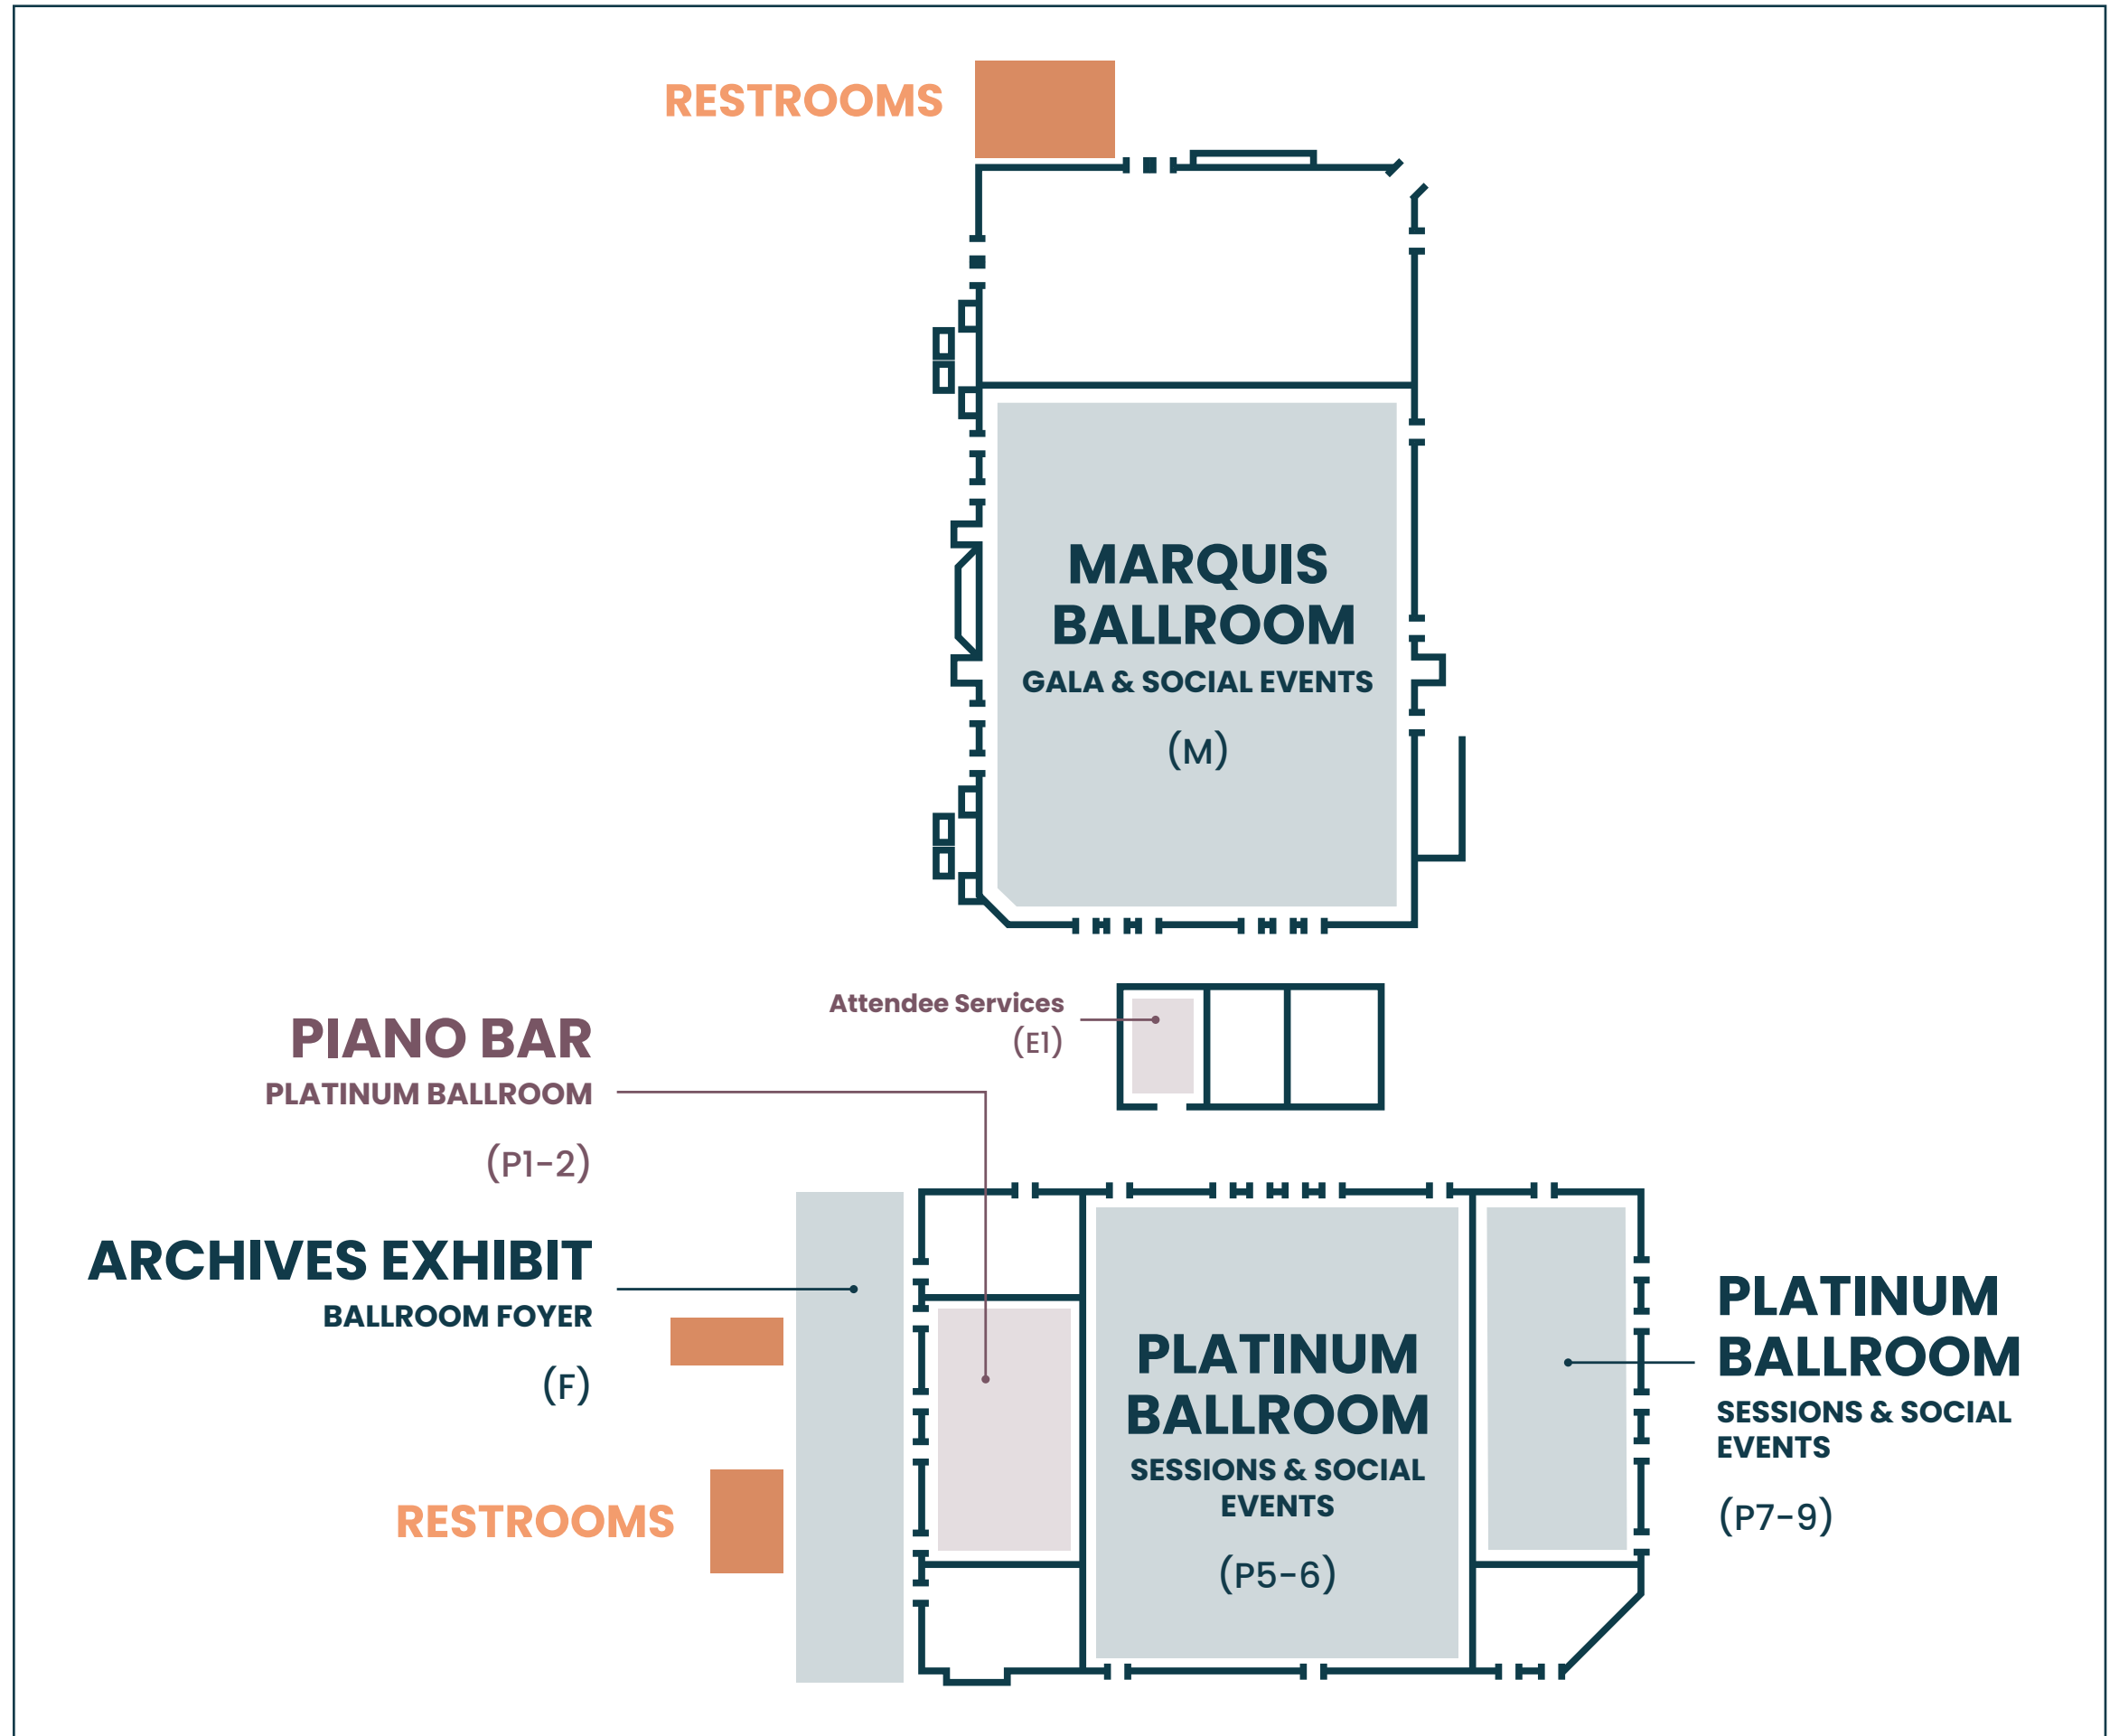 RESTROOMS
MARQUIS
BALLROOM
GALA & SOCIAL EVENTS
(M)
Attendee Services
(E1)
PIANO BAR
PLATINUM BALLROOM
(P1-2)
ARCHIVES EXHIBIT
BALLROOM FOYER
(F)
RESTROOMS
PLATINUM
BALLROOM
SESSIONS & SOCIAL
EVENTS
(P5-6)
PLATINUM
BALLROOM
SESSIONS & SOCIAL
EVENTS
(P7-9)